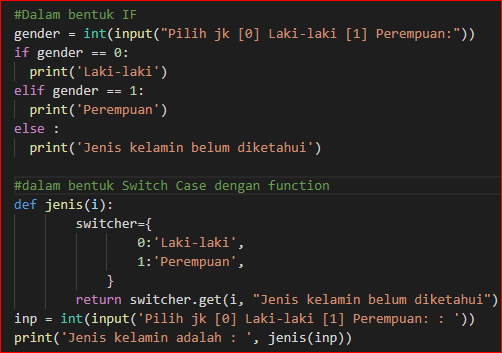 #Dalam bentuk IF
gender = int(input("Pilih jk [0] Laki-laki [1] Perempuan:"))
if gender == 0:
  print('Laki-laki')
elif gender == 1:
  print('Perempuan')
else :
  print('Jenis kelamin belum diketahui')

#dalam bentuk Switch Case dengan function
def jenis(i):
        switcher={
                0:'Laki-laki',
                1:'Perempuan',
            }
        return switcher.get(i, "Jenis kelamin belum diketahui")
inp = int(input('Pilih jk [0] Laki-laki [1] Perempuan: : '))
print('Jenis kelamin adalah : ', jenis(inp))